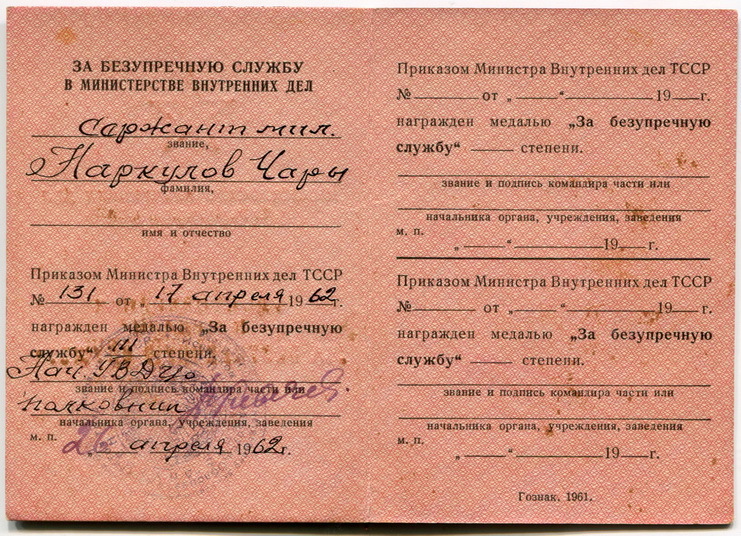 ЗА БЕЗУПРЕЧНУЮ СЛУЖБУ
В МИНИСТЕРСТВЕ ВНУТРЕННИХ ДЕЛ
Сержант мил.
звание,
Наркулов Чары
фамилия,
имя и отчество
Приказом Министра Внутренних дел ТССР
№ 131 от „17 апреля 1962г.
награжден медалью „За безупречную
службу“ III степени.
Нач. УВД
звание и подпись командира части или
полковник
начальника органа, учреждения, заведения
м. п. 26 апреля 1962г.
Приказом Министра Внутренних дел ТССР
№ от „ “ 19 г.
награжден медалью „За безупречную
службу“ степени.
звание и подпись командира части или
начальника органа, учреждения, заведения
м. п.
„ “ 19 г.
Приказом Министра Внутренних дел ТССР
№ от „ “ 19 г.
награжден медалью „За безупречную
службу“ степени.
звание и подпись командира части или
начальника органа, учреждения, заведения
м. п.
„ “ 19 г.
Гознак. 1961.